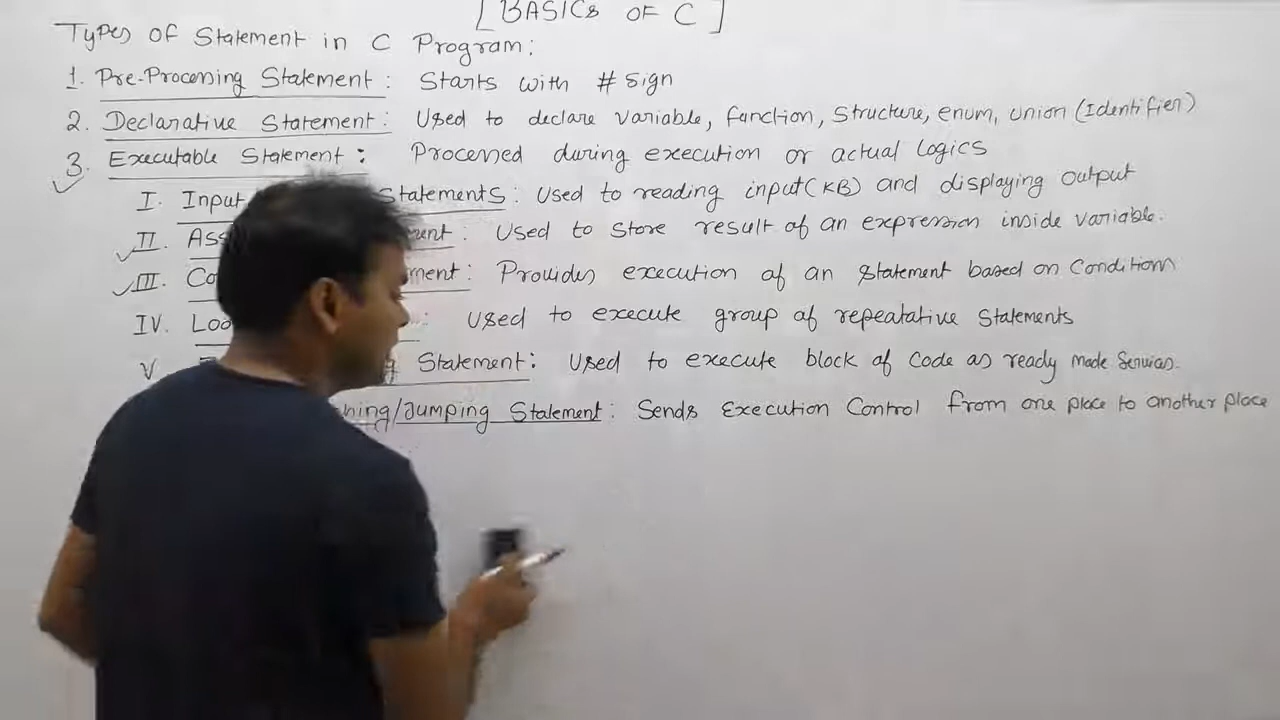 [BASICS OF C]
Types of Statement in C Program:
1. Pre-Processing Statement: Starts with # sign
2. Declarative Statement: Used to declare variable, function, structure, enum, union (Identifier)
3. Executable Statement: Processed during execution or actual logics
I. Input Statements: Used to reading input(KB) and displaying output
II. Used to store result of an expression inside variable.
III. Provides execution of an statement based on Conditions
IV. Used to execute group of repeatative statements
V Statement: Used to execute block of code as ready made services.
/Jumping Statement: Sends Execution Control from one place to another place